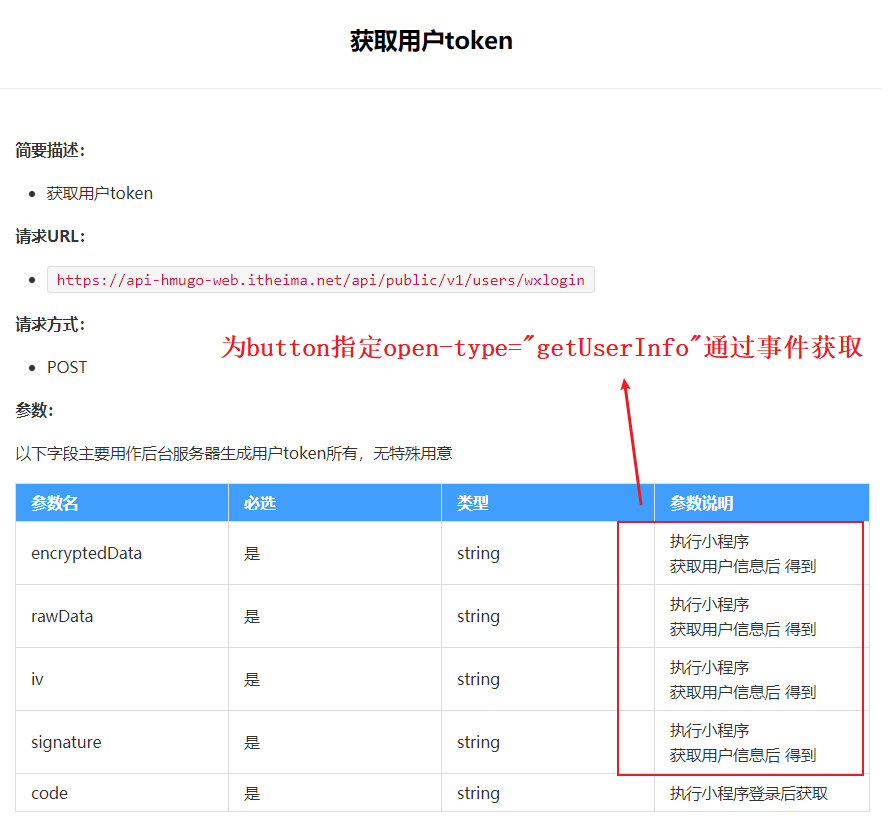 获取用户token
简要描述：
获取用户token
请求URL：
https://api-hmugo-web.itheima.net/api/public/v1/users/wxlogin
请求方式：
为button指定open-type="getUserInfo"通过事件获取
POST
参数：
以下字段主要用作后台服务器生成用户token所有，无特殊用意
参数名 必选 类型 参数说明
encryptedData 是 string 执行小程序
获取用户信息后 得到
rawData 是 string 执行小程序
获取用户信息后 得到
iv 是 string 执行小程序
获取用户信息后 得到
signature 是 string 执行小程序
获取用户信息后 得到
code 是 string 执行小程序登录后获取